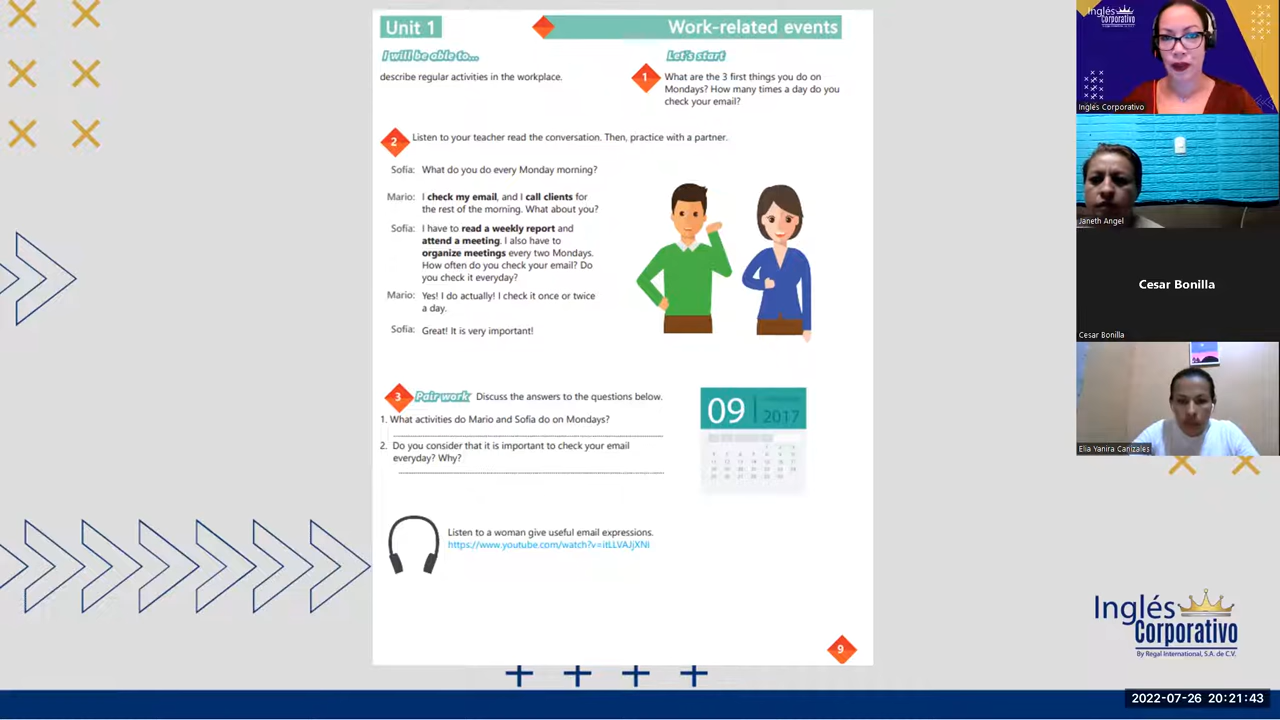 Unit 1
Work-related events
I will be able to...
describe regular activities in the workplace.
Let's start
1
What are the 3 first things you do on
Mondays? How many times a day do you
check your email?
2
Listen to your teacher read the conversation. Then, practice with a partner.
Sofía: What do you do every Monday morning?
Mario: I check my email, and I call clients for
the rest of the morning. What about you?
Sofía: I have to read a weekly report and
attend a meeting. I also have to
organize meetings every two Mondays.
How often do you check your email? Do
you check it everyday?
Mario: Yes! I do actually! I check it once or twice
a day.
Sofía: Great! It is very important!
3
Pair work Discuss the answers to the questions below.
1. What activities do Mario and Sofía do on Mondays?
2. Do you consider that it is important to check your email
everyday? Why?
09
2017
Listen to a woman give useful email expressions.
https://www.youtube.com/watch?v=itLLVAJjXNI
9
Inglés
Corporativo
Inglés Corporativo
Janeth Angel
Cesar Bonilla
Cesar Bonilla
Elia Yanira Canizales
Inglés
Corporativo
By Regal International, S.A. de C.V.
2022-07-26 20:21:43